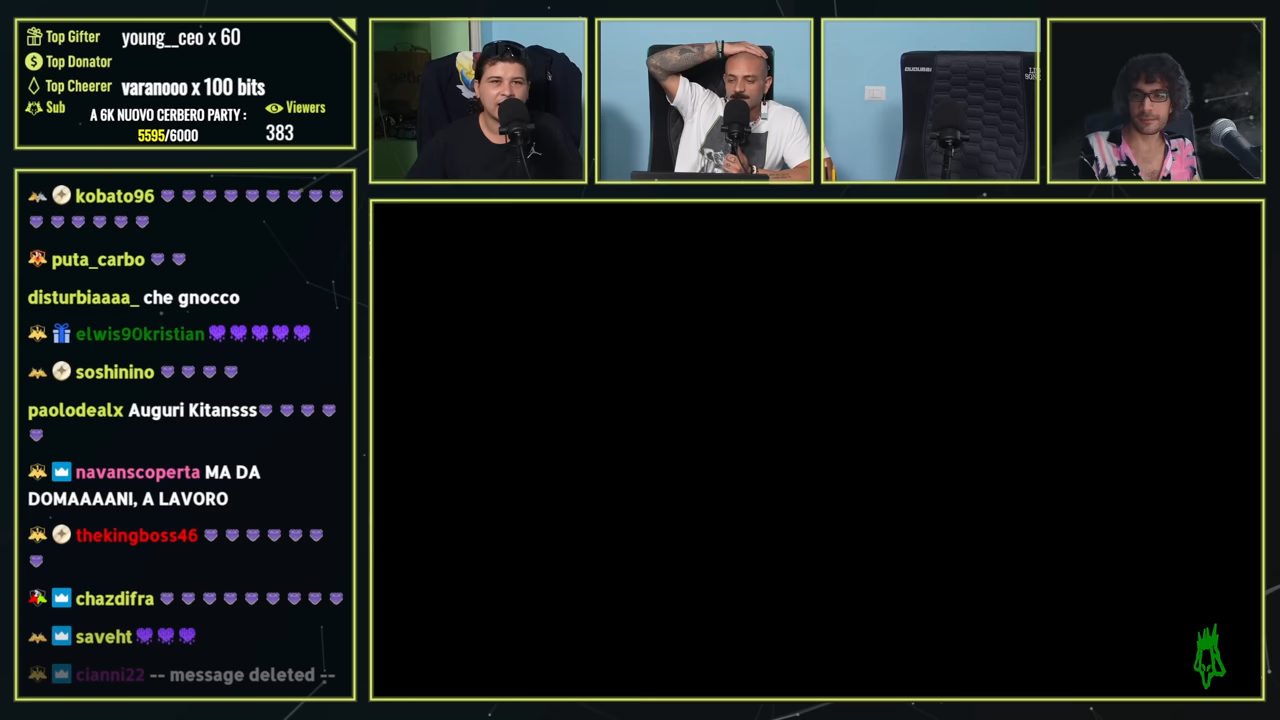 Top Gifter young__ceo x 60
Top Donator
Top Cheerer varanooo x 100 bits
Sub A 6K NUOVO CERBERO PARTY : Viewers
5595/6000 383
kobato96
puta_carbo
disturbiaaaa_ che gnocco
elwis90kristian
soshinino
paolodealx Auguri Kitansss
navanscoperta MA DA
DOMAAAANI, A LAVORO
thekingboss46
chazdifra
saveht
cianni22 -- message deleted --